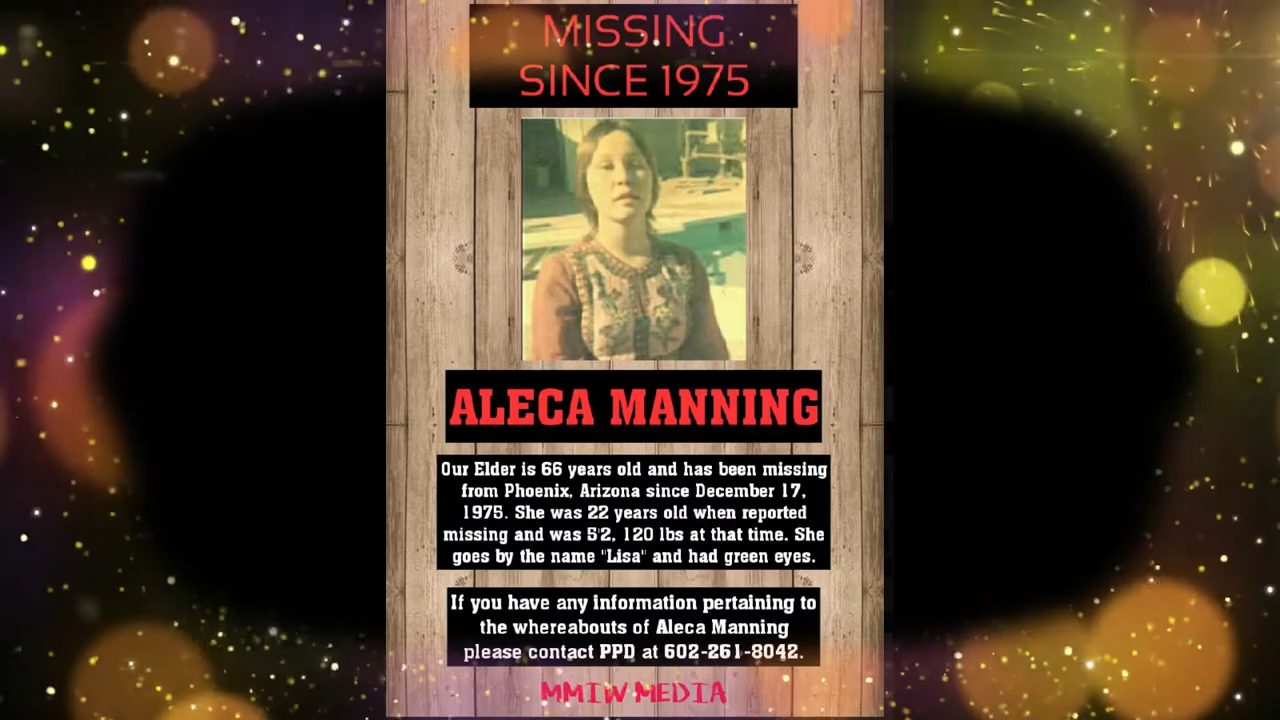 MISSING
SINCE 1975
ALECA MANNING
Our Elder is 66 years old and has been missing
from Phoenix, Arizona since December 17,
1975. She was 22 years old when reported
missing and was 5'2, 120 lbs at that time. She
goes by the name "Lisa" and had green eyes.
If you have any information pertaining to
the whereabouts of Aleca Manning
please contact PPD at 602-261-8042.
MMIW MEDIA